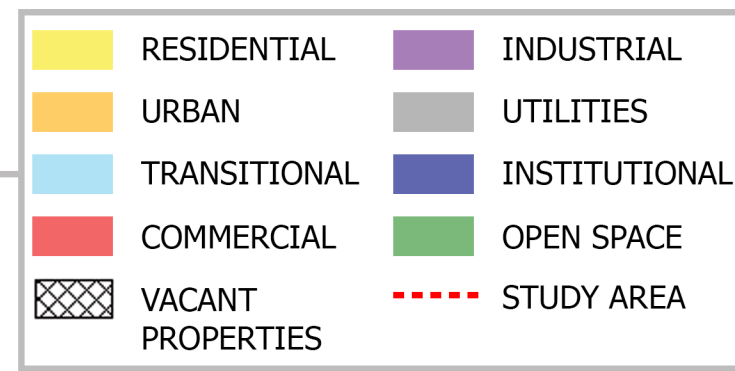 RESIDENTIAL
INDUSTRIAL
URBAN
UTILITIES
TRANSITIONAL
INSTITUTIONAL
COMMERCIAL
OPEN SPACE
VACANT
PROPERTIES
STUDY AREA